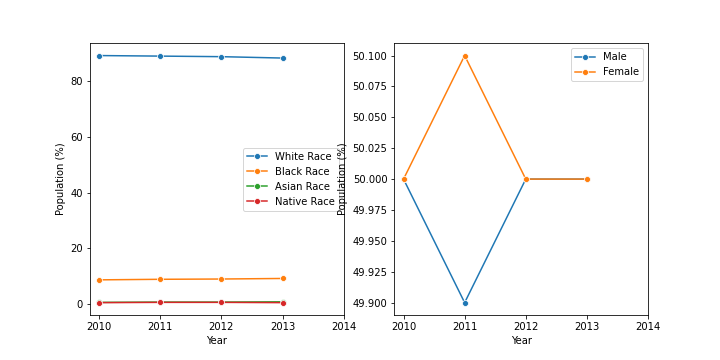 80
60
40
20
0
Population (%)
2010 2011 2012 2013 2014
Year
White Race
Black Race
Asian Race
Native Race
50.100
50.075
50.050
50.025
50.000
49.975
49.950
49.925
49.900
Population (%)
2010 2011 2012 2013 2014
Year
Male
Female